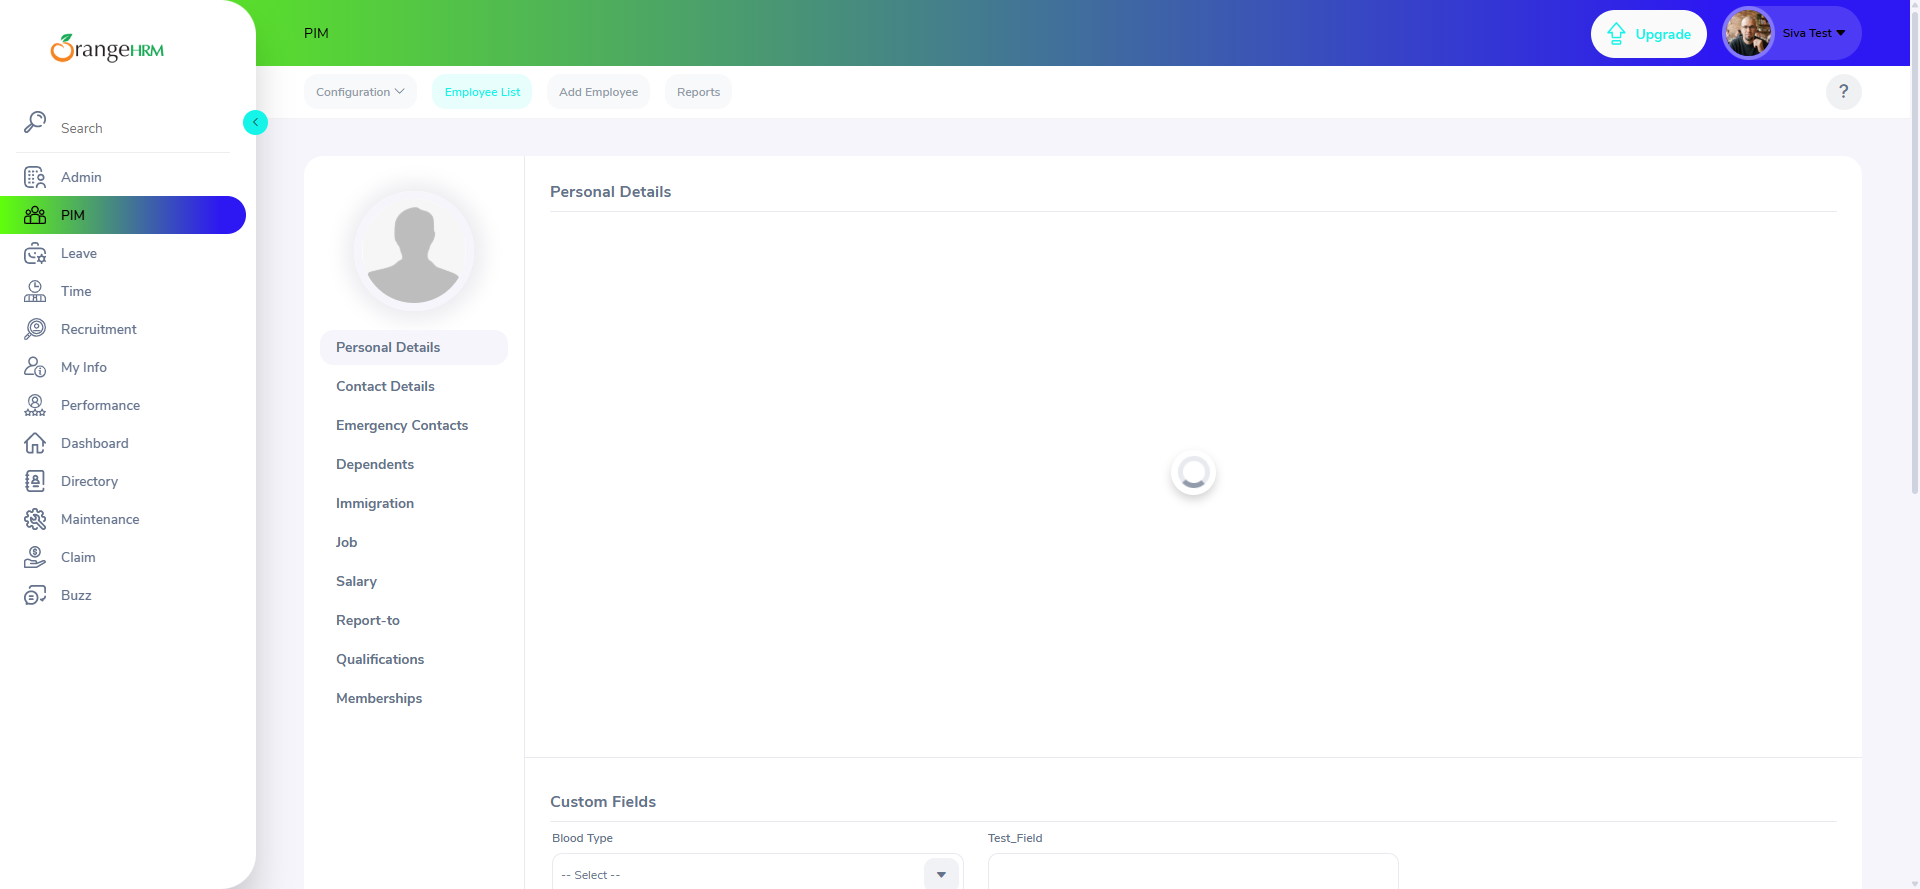 OrangeHRM
Search
Admin
PIM
Leave
Time
Recruitment
My Info
Performance
Dashboard
Directory
Maintenance
Claim
Buzz
PIM
Upgrade
Siva Test
Configuration
Employee List
Add Employee
Reports
?
Personal Details
Contact Details
Emergency Contacts
Dependents
Immigration
Job
Salary
Report-to
Qualifications
Memberships
Personal Details
Custom Fields
Blood Type
Test_Field
-- Select --